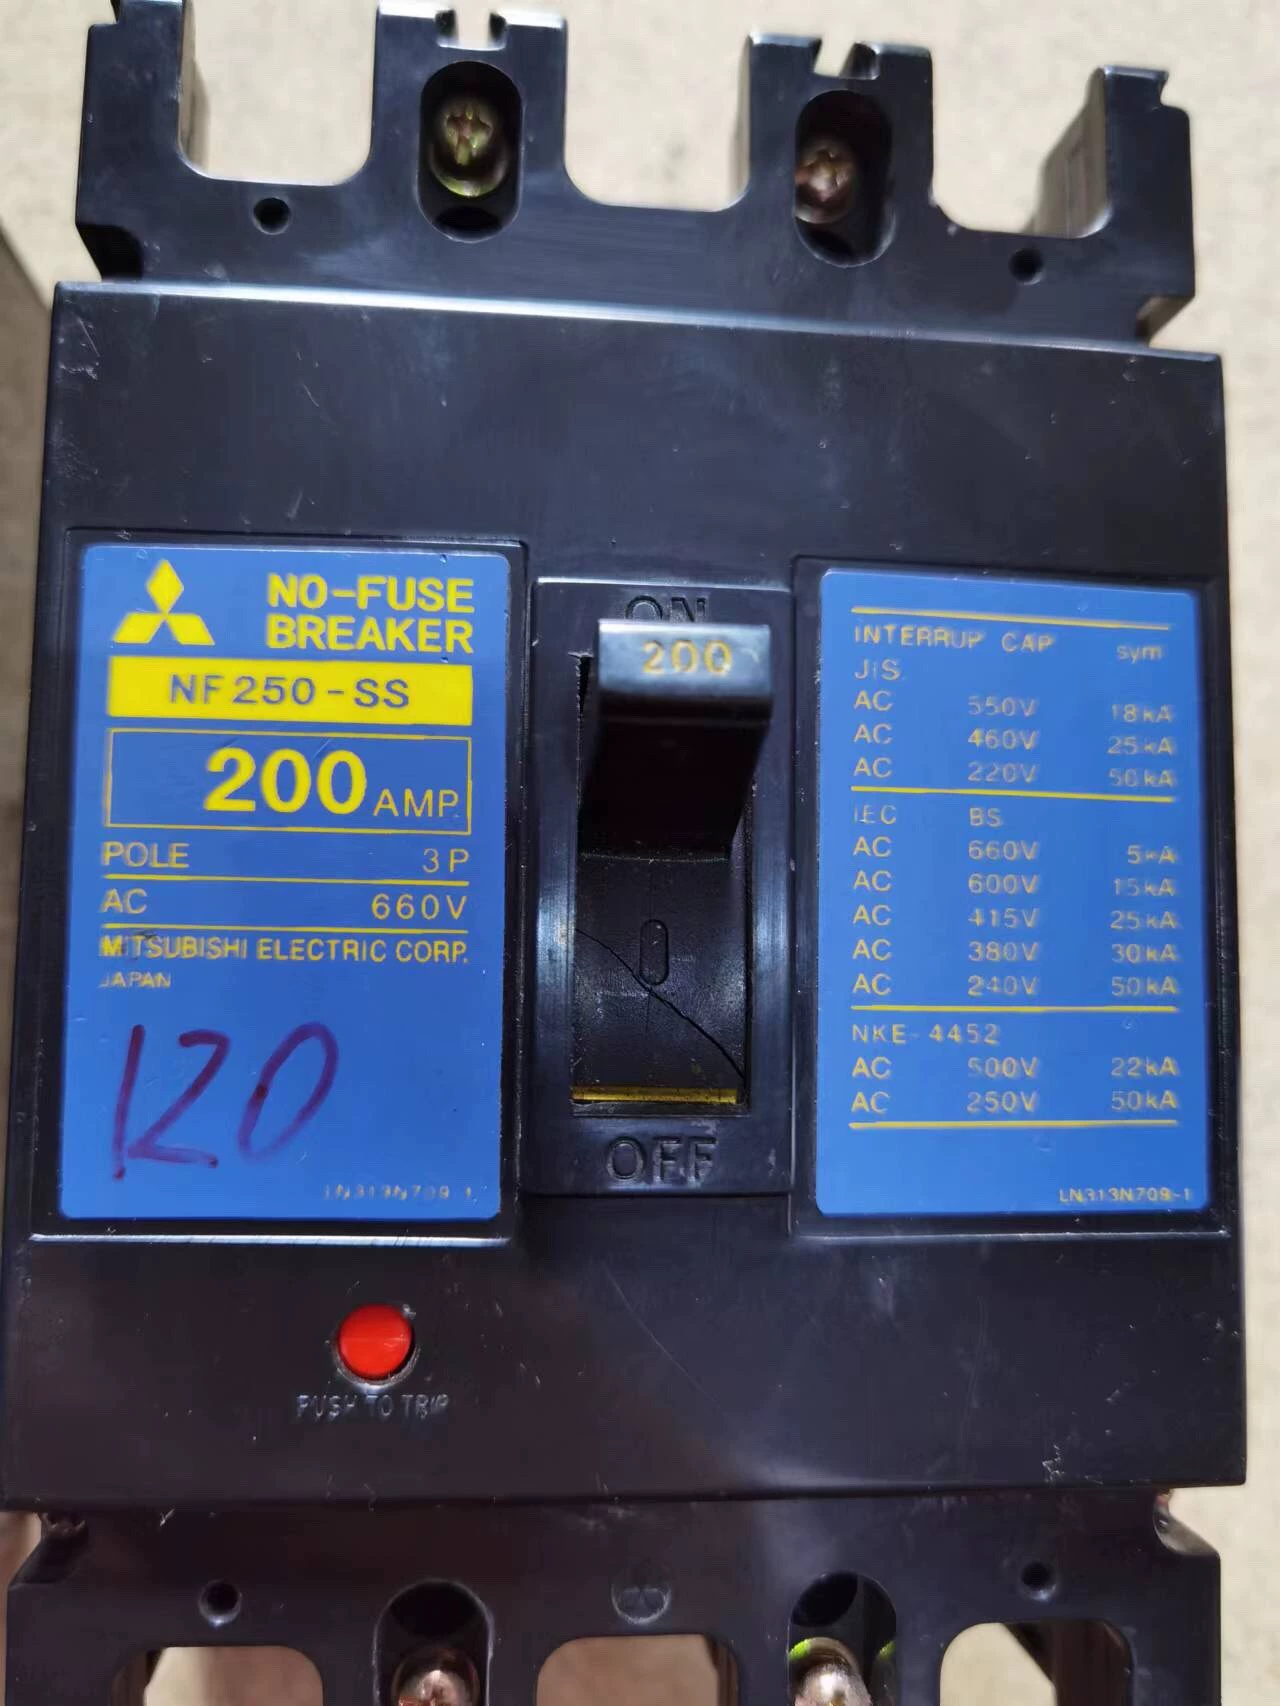 NO-FUSE
BREAKER
NF250-SS
200 AMP.
POLE 3P
AC 660V
MITSUBISHI ELECTRIC CORP.
JAPAN
120
LN313N709-1
ON
200
OFF
INTERRUP CAP sym
JIS.
AC 550V 18kA
AC 460V 25kA
AC 220V 50kA
IEC BS
AC 660V 5kA
AC 600V 15kA
AC 415V 25kA
AC 380V 30kA
AC 240V 50kA
NKE-4452
AC 500V 22kA
AC 250V 50kA
LN313N709-1
PUSH TO TRIP